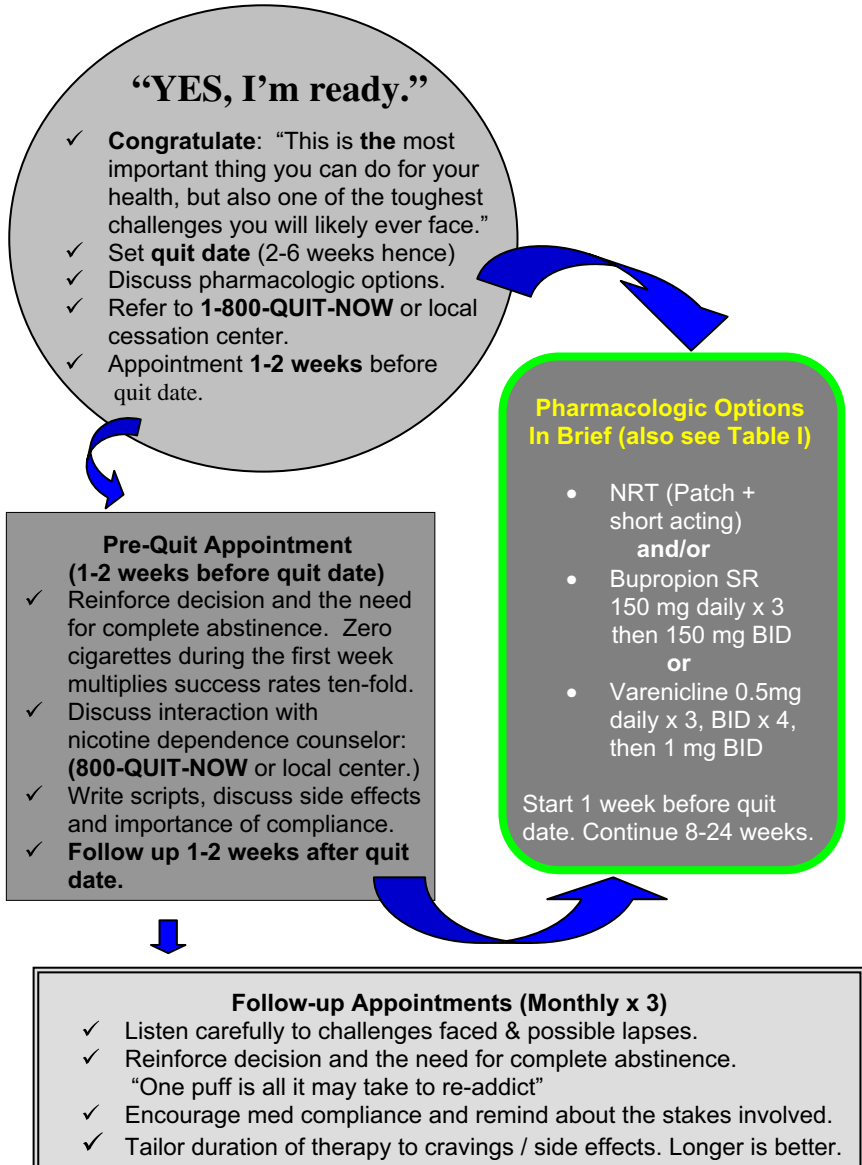 “YES, I’m ready.”
✓ Congratulate: “This is the most
important thing you can do for your
health, but also one of the toughest
challenges you will likely ever face.”
✓ Set quit date (2-6 weeks hence)
✓ Discuss pharmacologic options.
✓ Refer to 1-800-QUIT-NOW or local
cessation center.
✓ Appointment 1-2 weeks before
quit date.
Pharmacologic Options
In Brief (also see Table I)
• NRT (Patch +
short acting)
and/or
• Bupropion SR
150 mg daily x 3
then 150 mg BID
or
• Varenicline 0.5mg
daily x 3, BID x 4,
then 1 mg BID
Start 1 week before quit
date. Continue 8-24 weeks.
Pre-Quit Appointment
(1-2 weeks before quit date)
✓ Reinforce decision and the need
for complete abstinence. Zero
cigarettes during the first week
multiplies success rates ten-fold.
✓ Discuss interaction with
nicotine dependence counselor:
(800-QUIT-NOW or local center.)
✓ Write scripts, discuss side effects
and importance of compliance.
✓ Follow up 1-2 weeks after quit
date.
Follow-up Appointments (Monthly x 3)
✓ Listen carefully to challenges faced & possible lapses.
✓ Reinforce decision and the need for complete abstinence.
“One puff is all it may take to re-addict”
✓ Encourage med compliance and remind about the stakes involved.
✓ Tailor duration of therapy to cravings / side effects. Longer is better.